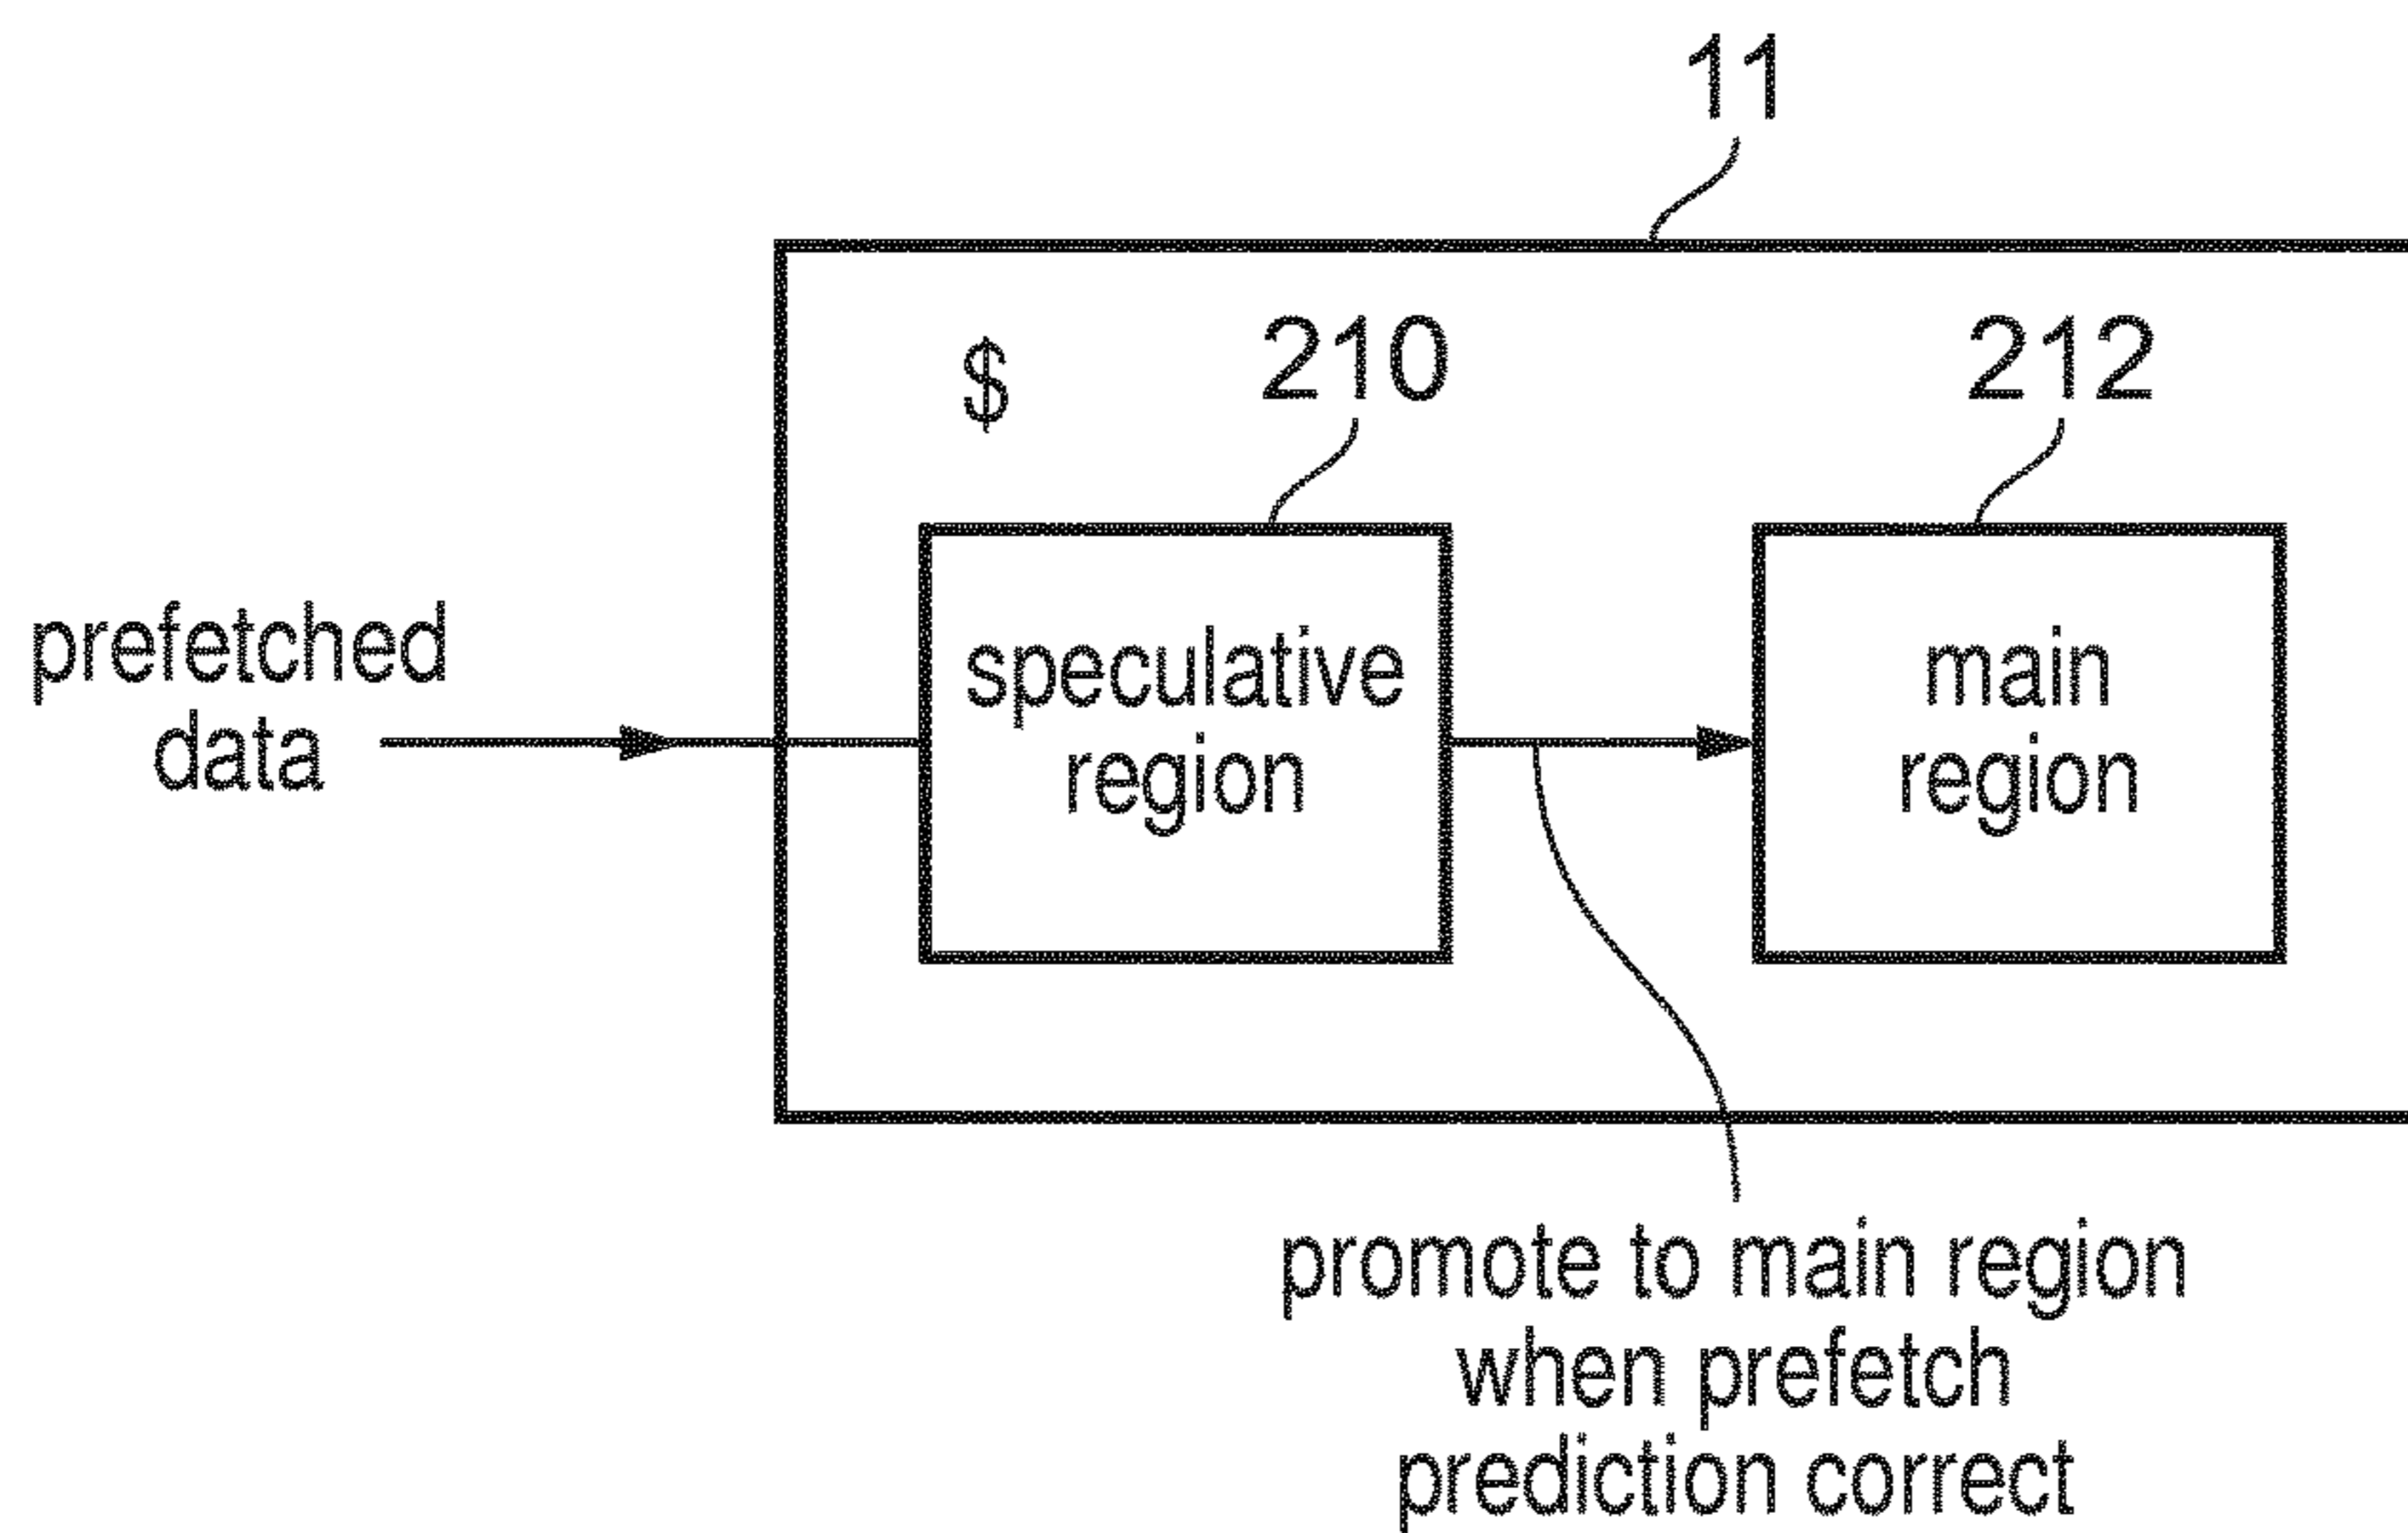 11
$
210
212
prefetched
data
speculative
region
main
region
promote to main region
when prefetch
prediction correct